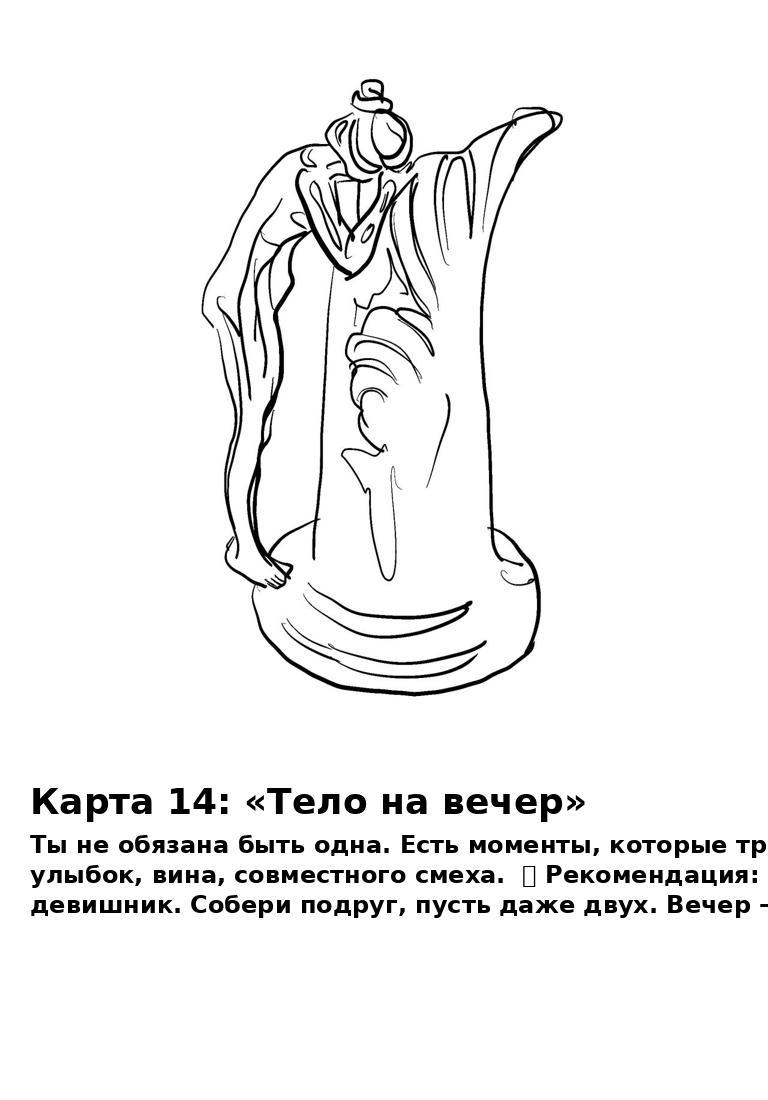 Карта 14: «Тело на вечер»
Ты не обязана быть одна. Есть моменты, которые тр
улыбок, вина, совместного смеха. ▯ Рекомендация:
девишник. Собери подруг, пусть даже двух. Вечер –